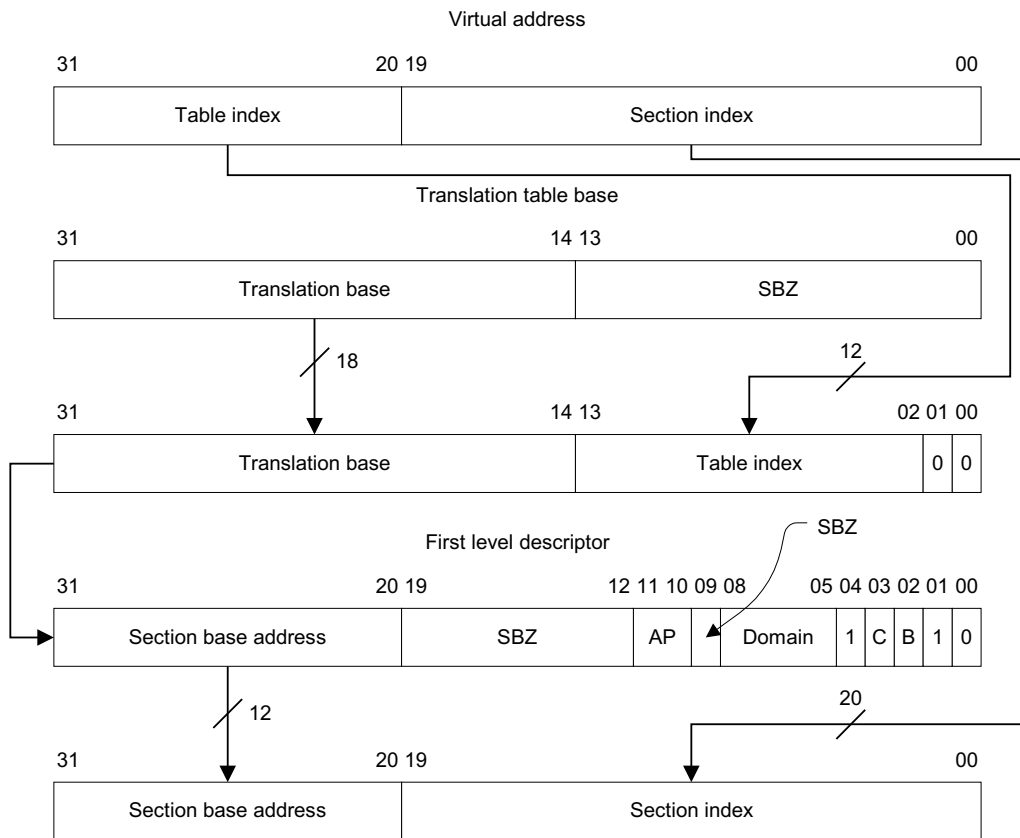 Virtual address
31 20 19 00
Table index Section index
Translation table base
31 14 13 00
Translation base SBZ
18 12
31 14 13 02 01 00
Translation base Table index 0 0
SBZ
First level descriptor
31 20 19 12 11 10 09 08 05 04 03 02 01 00
Section base address SBZ AP Domain 1 C B 1 0
12 20
31 20 19 00
Section base address Section index